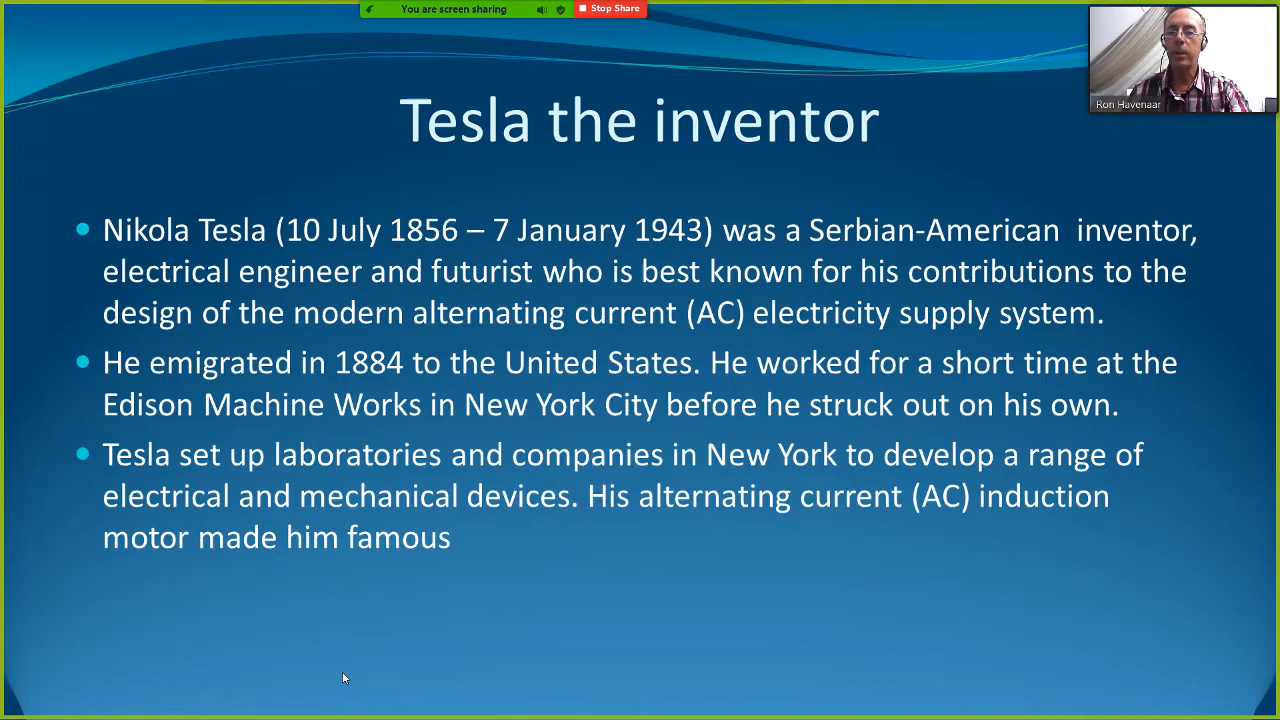 You are screen sharing
Stop Share
Ron Havenaar
Tesla the inventor
Nikola Tesla (10 July 1856 – 7 January 1943) was a Serbian-American  inventor,
electrical engineer and futurist who is best known for his contributions to the
design of the modern alternating current (AC) electricity supply system.
He emigrated in 1884 to the United States. He worked for a short time at the
Edison Machine Works in New York City before he struck out on his own.
Tesla set up laboratories and companies in New York to develop a range of
electrical and mechanical devices. His alternating current (AC) induction
motor made him famous